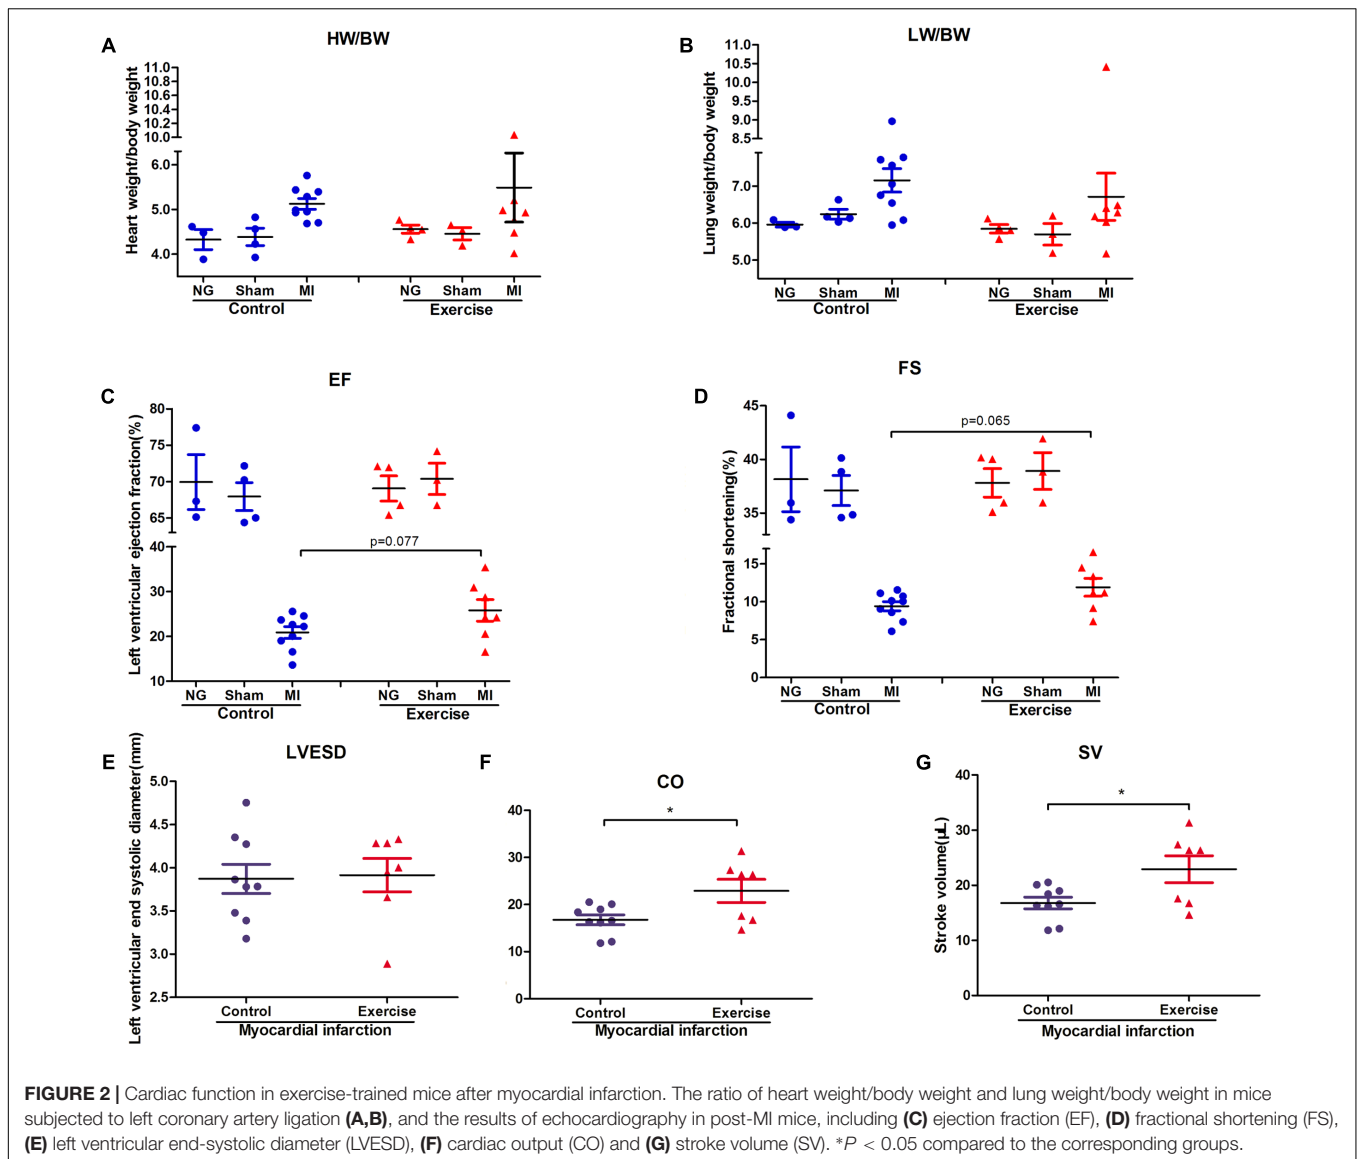 A
HW/BW
Heart weight/body weight
11.0
10.8
10.6
10.4
10.2
10.0
6.0
5.0
4.0
NG Sham MI NG Sham MI
Control Exercise
B
LW/BW
Lung weight/body weight
11.0
10.5
10.0
9.5
9.0
8.5
7.0
6.0
5.0
NG Sham MI NG Sham MI
Control Exercise
C
EF
Left ventricular ejection fraction(%)
80
75
70
65
40
30
20
10
p=0.077
NG Sham MI NG Sham MI
Control Exercise
D
FS
Fractional shortening(%)
45
40
35
15
10
5
0
p=0.065
NG Sham MI NG Sham MI
Control Exercise
E
LVESD
Left ventricular end systolic diameter(mm)
5.0
4.5
4.0
3.5
3.0
2.5
Control Exercise
Myocardial infarction
F
CO
40
30
20
10
0
*
Control Exercise
Myocardial infarction
G
SV
Stroke volume(µL)
40
30
20
10
0
*
Control Exercise
Myocardial infarction
FIGURE 2 | Cardiac function in exercise-trained mice after myocardial infarction. The ratio of heart weight/body weight and lung weight/body weight in mice
subjected to left coronary artery ligation (A,B), and the results of echocardiography in post-MI mice, including (C) ejection fraction (EF), (D) fractional shortening (FS),
(E) left ventricular end-systolic diameter (LVESD), (F) cardiac output (CO) and (G) stroke volume (SV). *P < 0.05 compared to the corresponding groups.